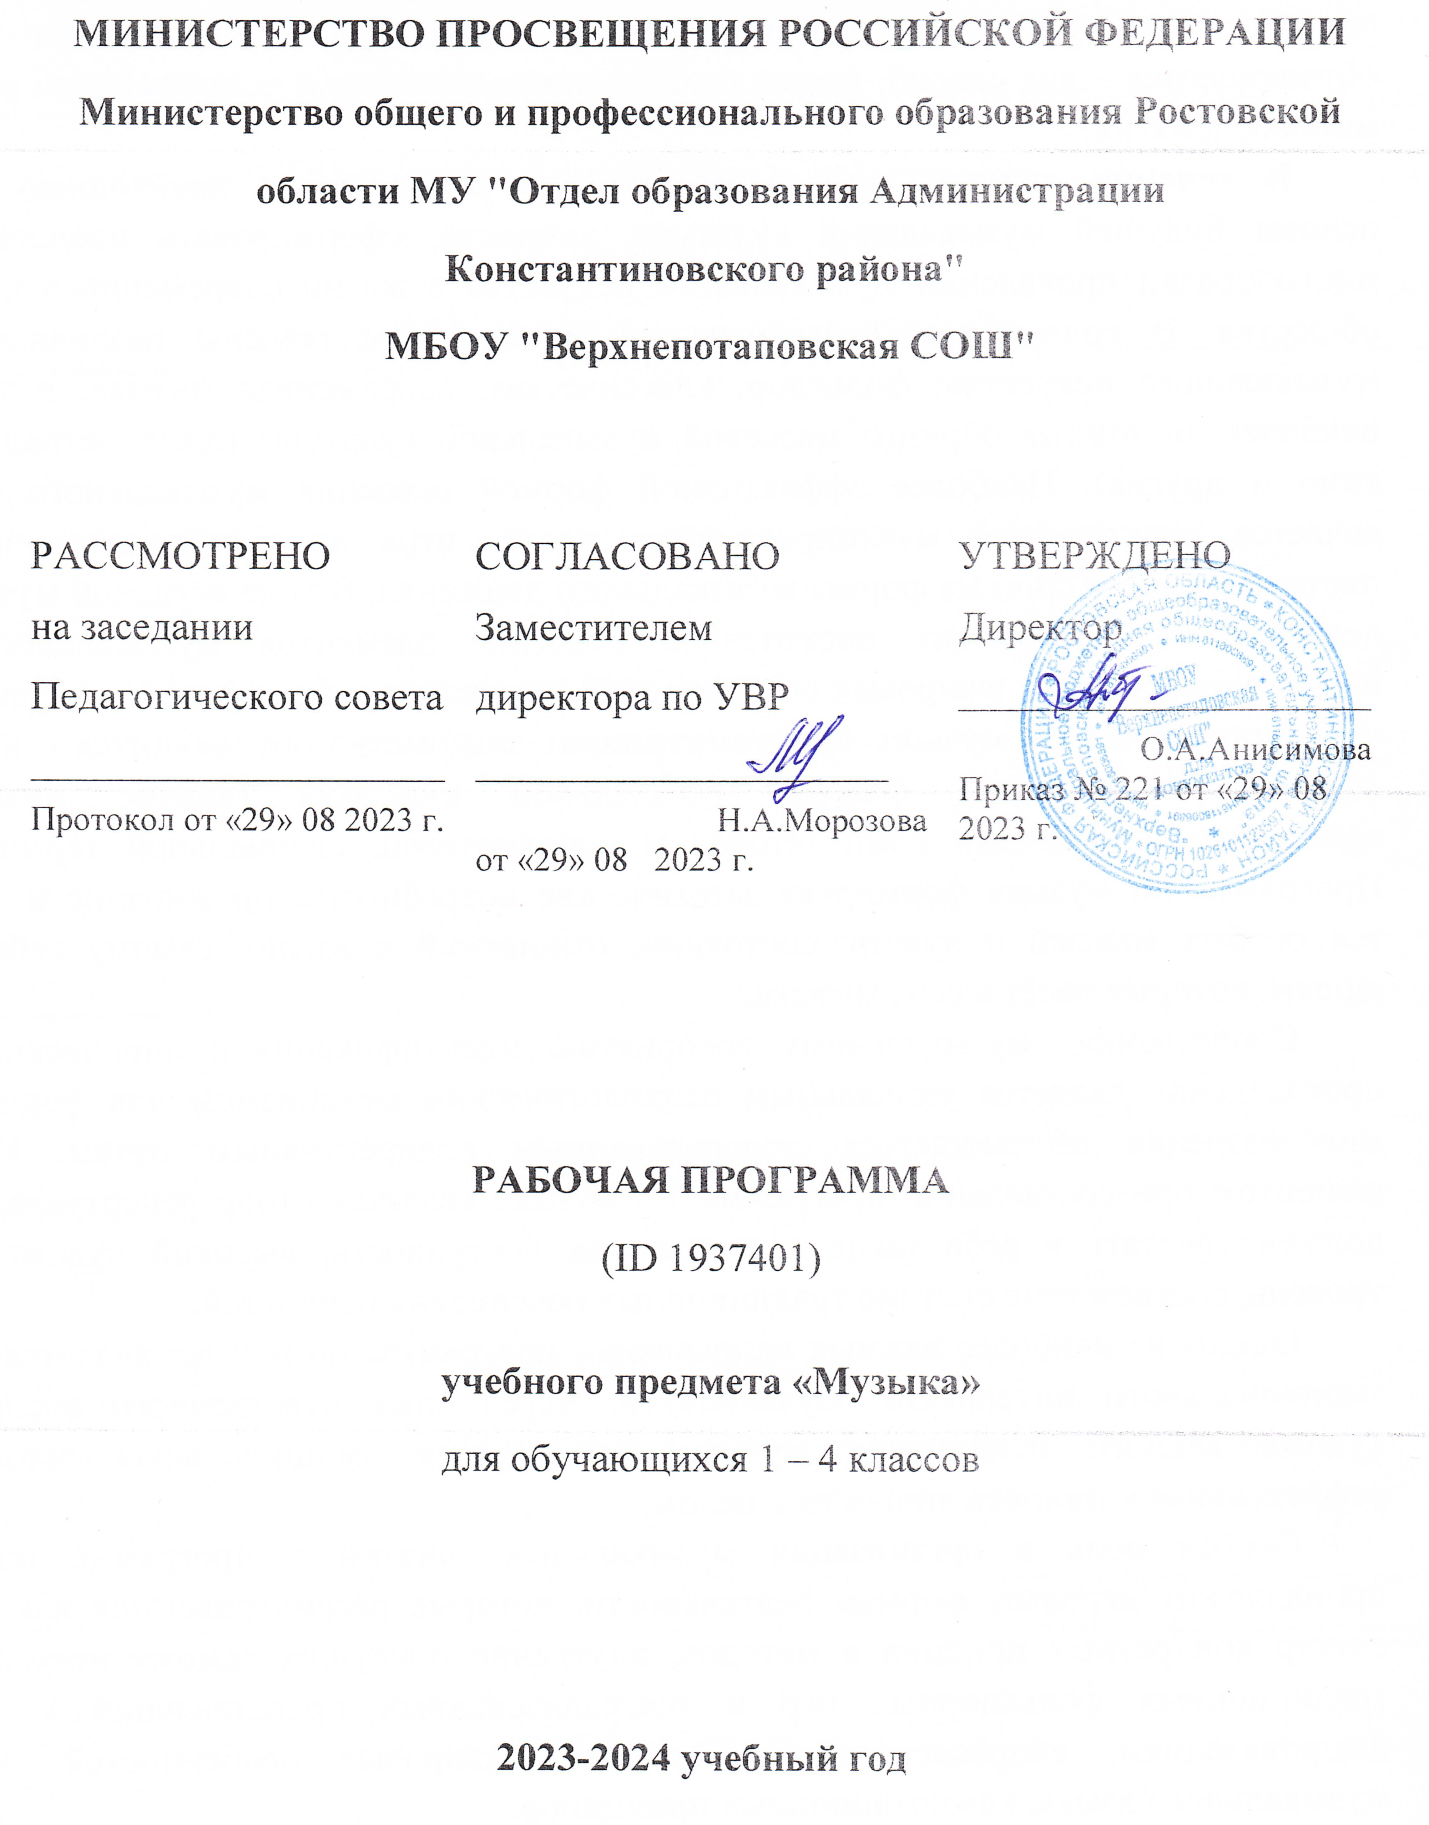 МИНИСТЕРСТВО ПРОСВЕЩЕНИЯ РОССИЙСКОЙ ФЕДЕРАЦИИ
Министерство общего и профессионального образования Ростовской
области МУ "Отдел образования Администрации
Константиновского района"
МБОУ "Верхнепотаповская СОШ"
РАССМОТРЕНО
на заседании
Педагогического совета
Протокол от «29» 08 2023 г.
СОГЛАСОВАНО
Заместителем
директора по УВР
Н.А.Морозова
от «29» 08 2023 г.
УТВЕРЖДЕНО
Директор
О.А.Анисимова
Приказ № 221 от «29» 08
2023 г.
МБОУ
Верхнепотаповская
СОШ"
РАБОЧАЯ ПРОГРАММА
(ID 1937401)
учебного предмета «Музыка»
для обучающихся 1 – 4 классов
2023-2024 учебный год